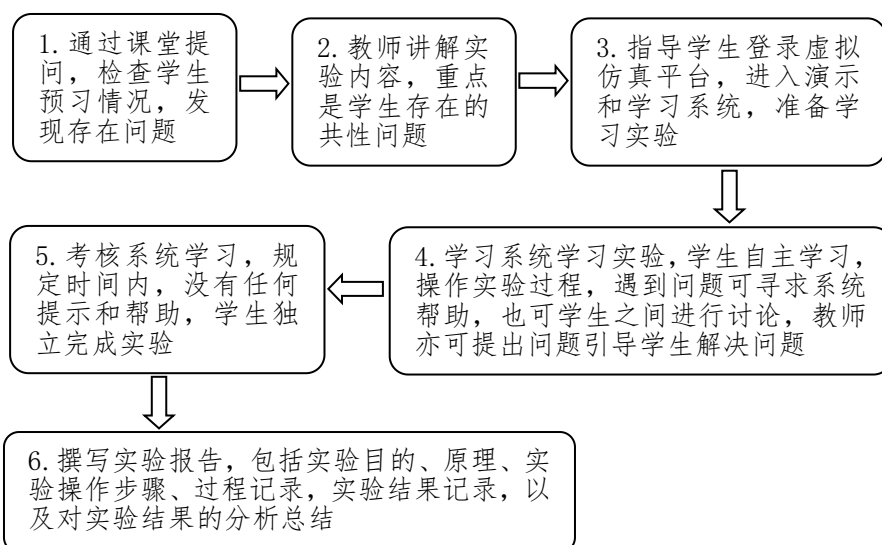 1.通过课堂提
问，检查学生
预习情况，发
现存在问题
2.教师讲解实
验内容，重点
是学生存在的
共性问题
3.指导学生登录虚拟
仿真平台，进入演示
和学习系统，准备学
习实验
4.学习系统学习实验，学生自主学习，
操作实验过程，遇到问题可寻求系统
帮助，也可学生之间进行讨论，教师
亦可提出问题引导学生解决问题
5.考核系统学习，规
定时间内，没有任何
提示和帮助，学生独
立完成实验
6.撰写实验报告，包括实验目的、原理、实
验操作步骤、过程记录，实验结果记录，以
及对实验结果的分析总结